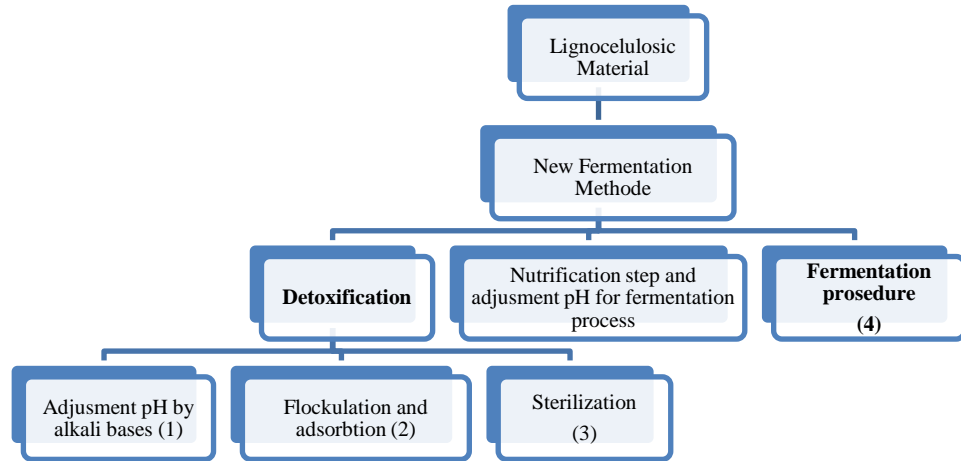 Lignocelulosic
Material
New Fermentation
Methode
Detoxification
Nutrification step and
adjusment pH for fermentation
process
Fermentation
prosedure
(4)
Adjusment pH by
alkali bases (1)
Flockulation and
adsorbtion (2)
Sterilization
(3)